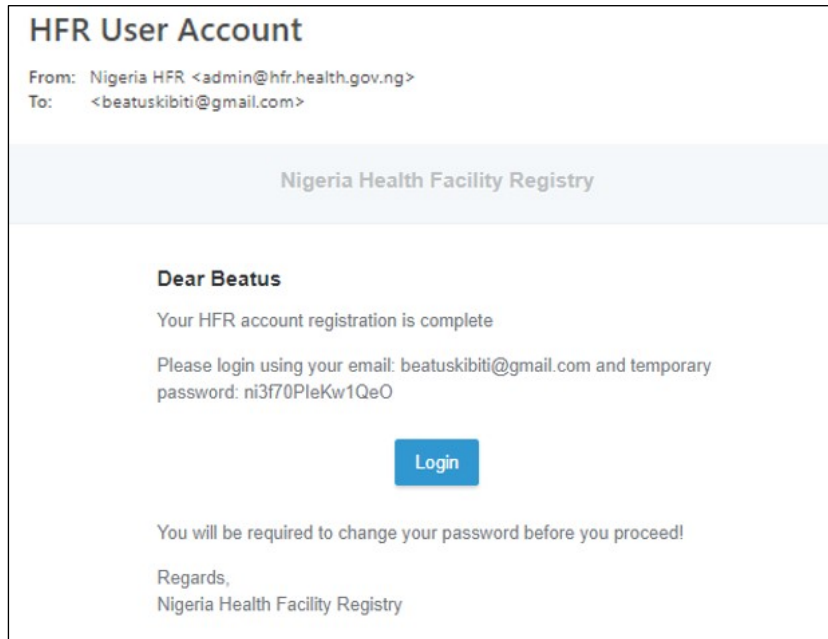 HFR User Account
From: Nigeria HFR <admin@hfr.health.gov.ng>
To: <beatuskibiti@gmail.com>
Nigeria Health Facility Registry
Dear Beatus
Your HFR account registration is complete
Please login using your email: beatuskibiti@gmail.com and temporary
password: ni3f70PleKw1QeO
Login
You will be required to change your password before you proceed!
Regards,
Nigeria Health Facility Registry